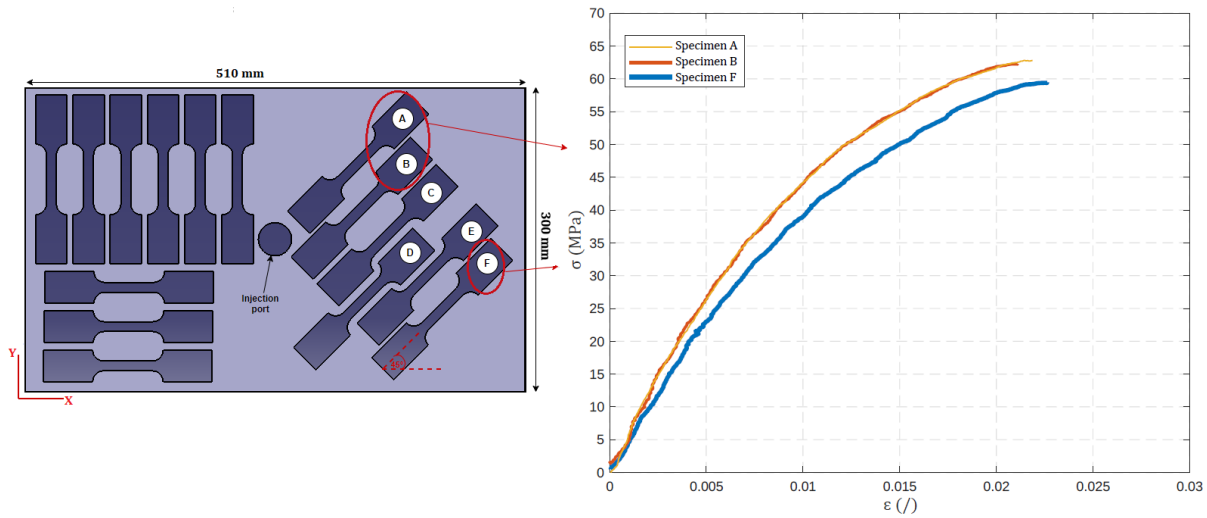 510 mm
300 mm
A
B
C
D
E
F
Injection
port
45°
Y
X
70
65
60
55
50
45
40
35
30
25
20
15
10
5
0
σ (MPa)
Specimen A
Specimen B
Specimen F
0
0.005
0.01
0.015
0.02
0.025
0.03
ε (/)